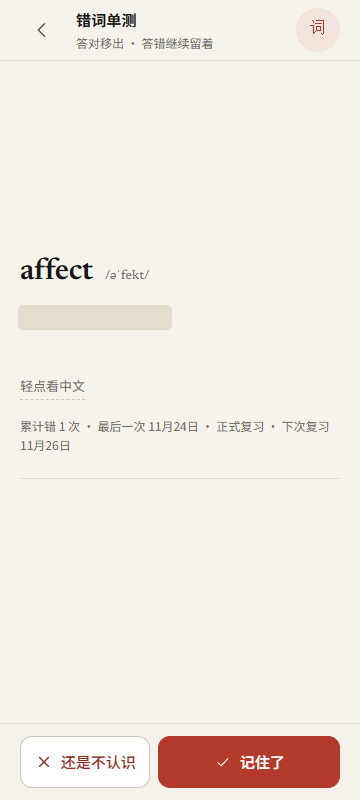 错词单测
答对移出 · 答错继续留着
词
affect /əˈfekt/
轻点看中文
累计错 1 次 · 最后一次 11月24日 · 正式复习 · 下次复习
11月26日
还是不认识
记住了